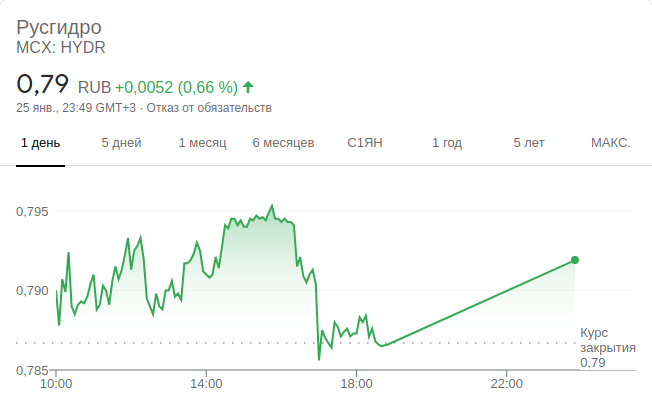 Русгидро
MCX: HYDR
0,79 RUB +0,0052 (0,66 %)
25 янв., 23:49 GMT+3 · Отказ от обязательств
1 день 5 дней 1 месяц 6 месяцев С1ЯН 1 год 5 лет МАКС.
0,795
0,790
0,785
Курс
закрытия
0,79
10:00 14:00 18:00 22:00